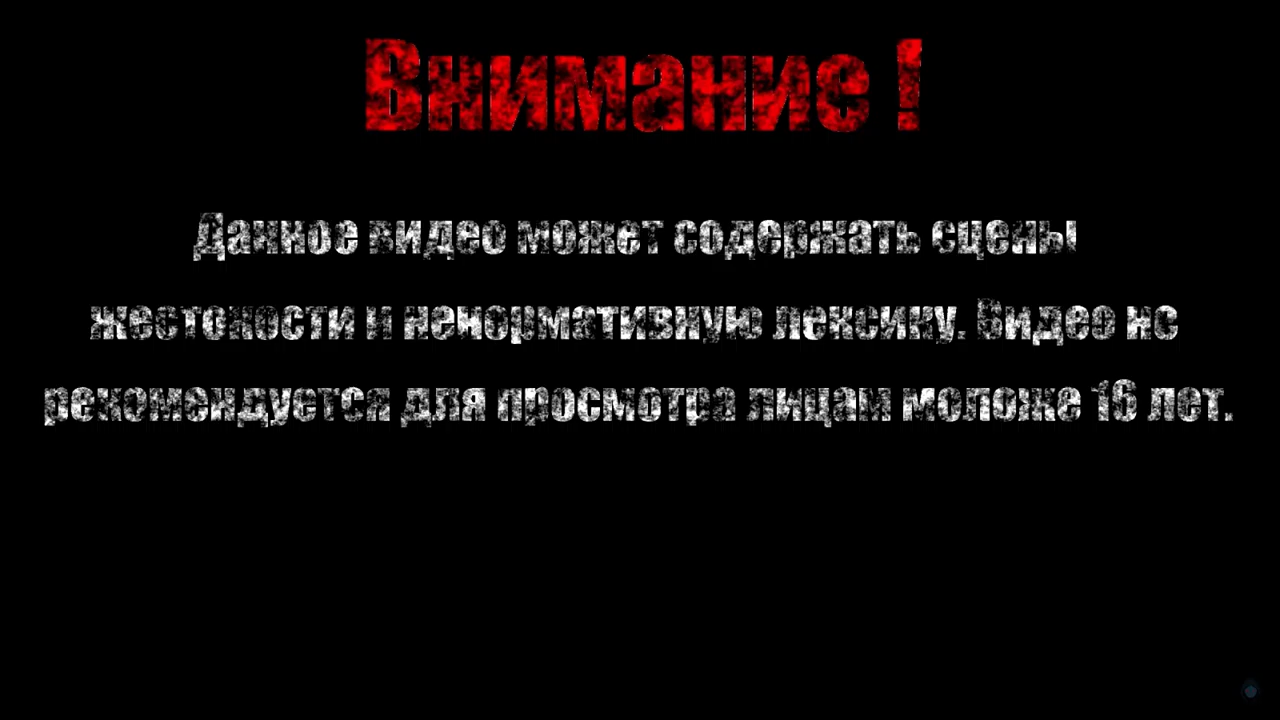 Внимание !
Данное видео может содержать сцены
жестокости и ненормативную лексику. Видео не
рекомендуется для просмотра лицам моложе 16 лет.